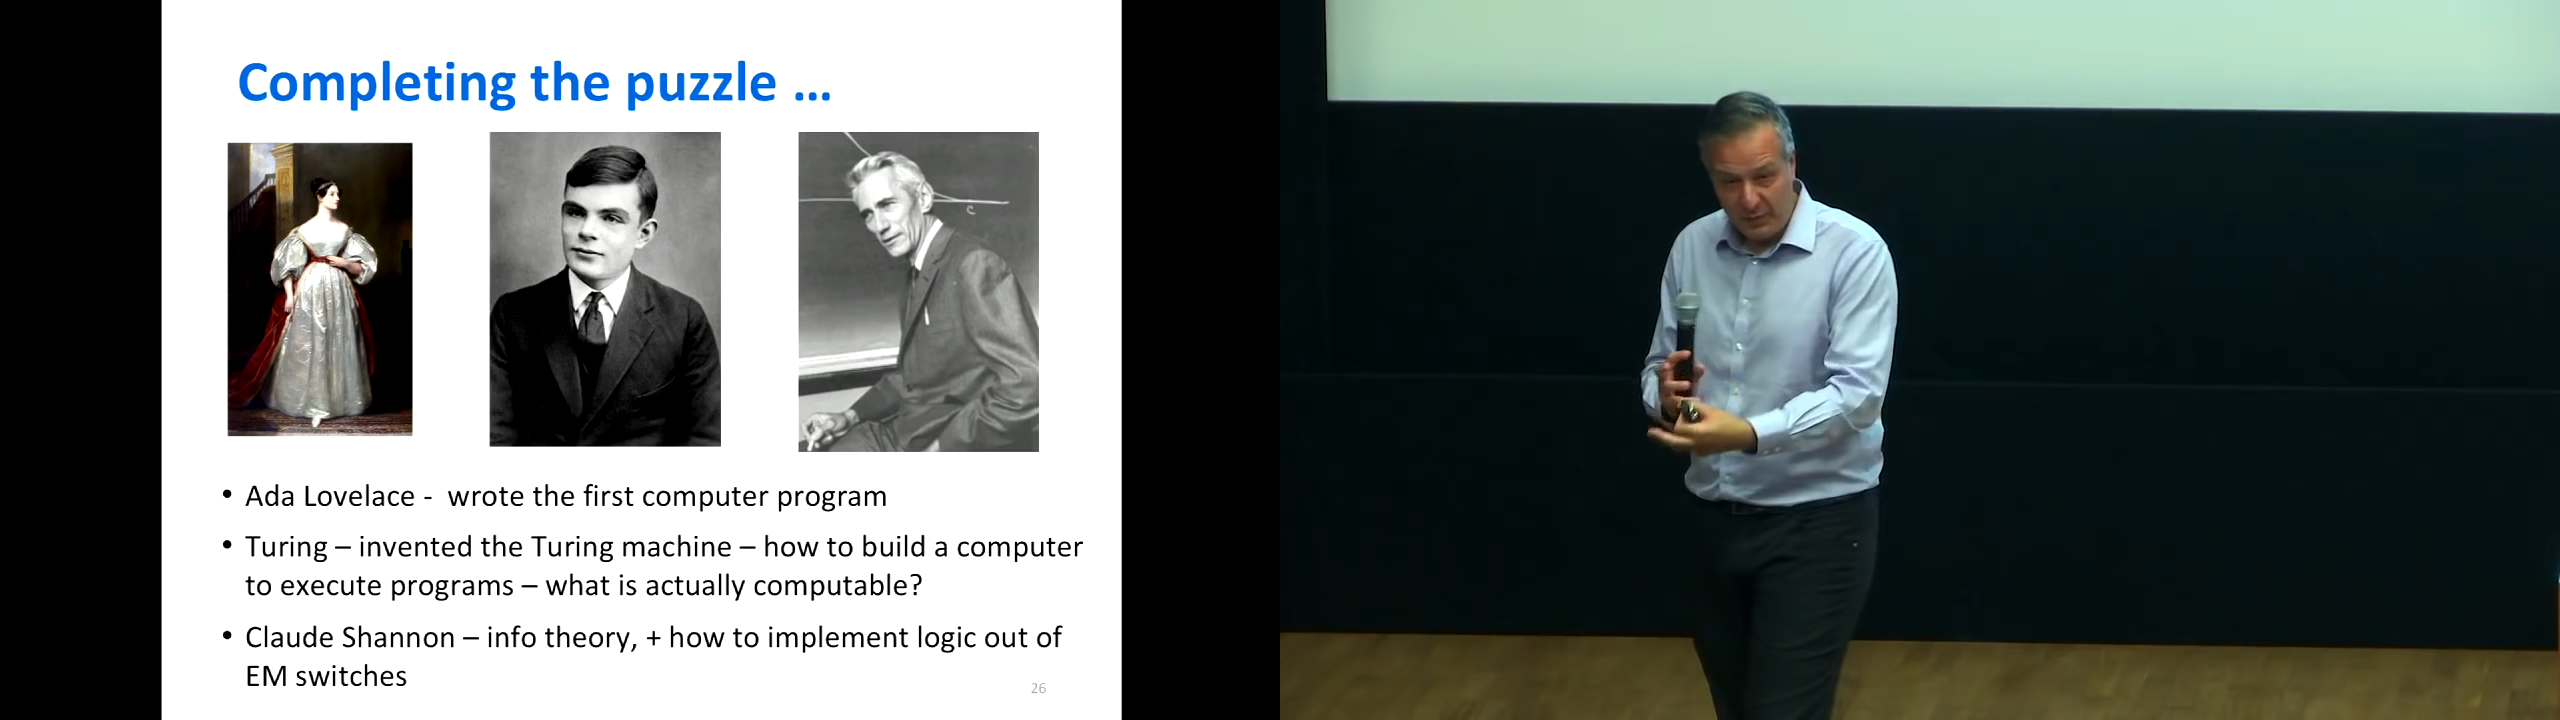 Completing the puzzle ...
c
• Ada Lovelace -  wrote the first computer program
• Turing – invented the Turing machine – how to build a computer
to execute programs – what is actually computable?
• Claude Shannon – info theory, + how to implement logic out of
EM switches
26